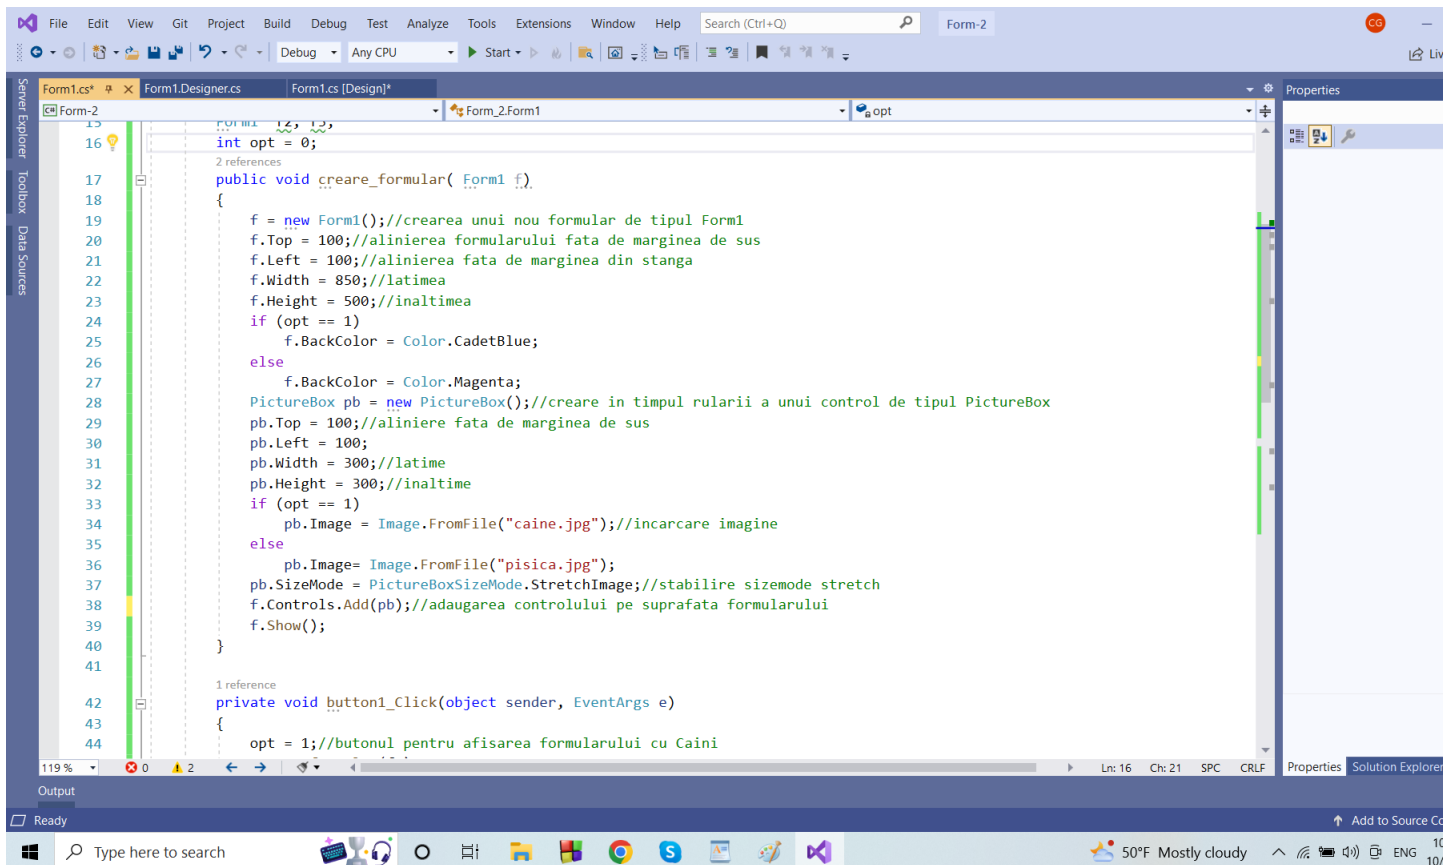 File Edit View Git Project Build Debug Test Analyze Tools Extensions Window Help Search (Ctrl+Q) Form-2 CG
Debug Any CPU Start Liv
Form1.cs* Form1.Designer.cs Form1.cs [Design]* Properties
C# Form-2 Form_2.Form1 opt
Server Explorer
Toolbox
Data Sources
15 Form1 f2, f3;
16 int opt = 0;
2 references
17 public void creare_formular( Form1 f)
18 {
19 f = new Form1();//crearea unui nou formular de tipul Form1
20 f.Top = 100;//alinierea formularului fata de marginea de sus
21 f.Left = 100;//alinierea fata de marginea din stanga
22 f.Width = 850;//latimea
23 f.Height = 500;//inaltimea
24 if (opt == 1)
25 f.BackColor = Color.CadetBlue;
26 else
27 f.BackColor = Color.Magenta;
28 PictureBox pb = new PictureBox();//creare in timpul rularii a unui control de tipul PictureBox
29 pb.Top = 100;//aliniere fata de marginea de sus
30 pb.Left = 100;
31 pb.Width = 300;//latime
32 pb.Height = 300;//inaltime
33 if (opt == 1)
34 pb.Image = Image.FromFile("caine.jpg");//incarcare imagine
35 else
36 pb.Image= Image.FromFile("pisica.jpg");
37 pb.SizeMode = PictureBoxSizeMode.StretchImage;//stabilire sizemode stretch
38 f.Controls.Add(pb);//adaugarea controlului pe suprafata formularului
39 f.Show();
40 }
41
1 reference
42 private void button1_Click(object sender, EventArgs e)
43 {
44 opt = 1;//butonul pentru afisarea formularului cu Caini
119 % 0 2 Ln: 16 Ch: 21 SPC CRLF Properties Solution Explorer
Output
Ready Add to Source Co
Type here to search 50°F Mostly cloudy ENG